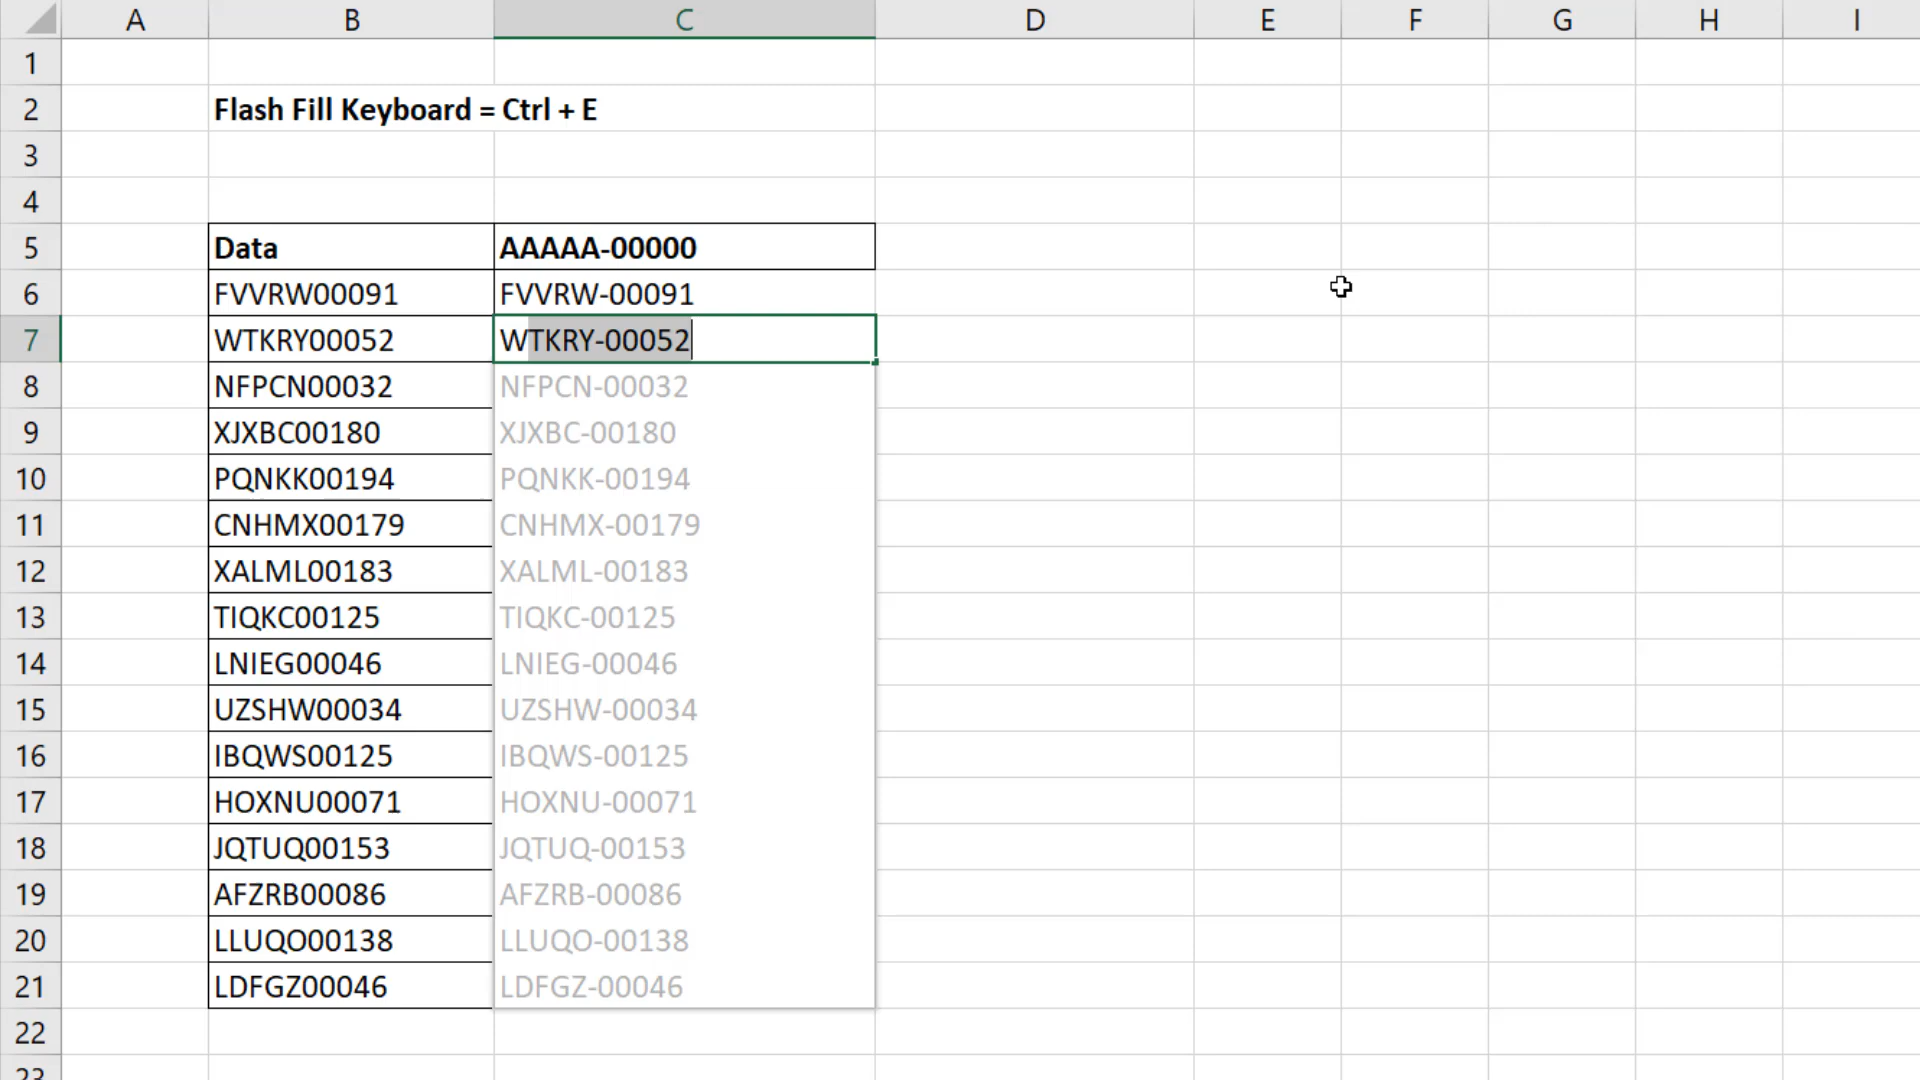 A B C D E F G H I
1
2 Flash Fill Keyboard = Ctrl + E
3
4
5 Data AAAAA-00000
6 FVVRW00091 FVVRW-00091
7 WTKRY00052 WTKRY-00052
8 NFPCN00032 NFPCN-00032
9 XJXBC00180 XJXBC-00180
10 PQNKK00194 PQNKK-00194
11 CNHMX00179 CNHMX-00179
12 XALML00183 XALML-00183
13 TIQKC00125 TIQKC-00125
14 LNIEG00046 LNIEG-00046
15 UZSHW00034 UZSHW-00034
16 IBQWS00125 IBQWS-00125
17 HOXNU00071 HOXNU-00071
18 JQTUQ00153 JQTUQ-00153
19 AFZRB00086 AFZRB-00086
20 LLUQO00138 LLUQO-00138
21 LDFGZ00046 LDFGZ-00046
22
23